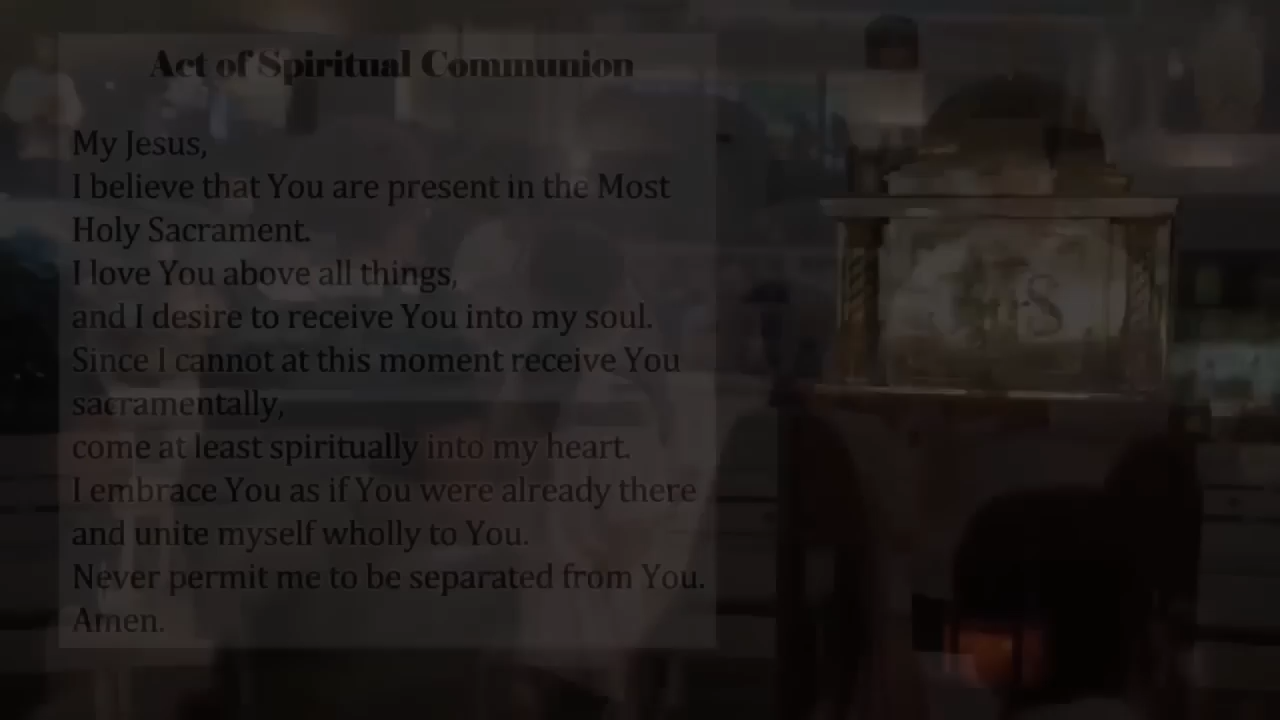 Act of Spiritual Communion
My Jesus,
I believe that You are present in the Most
Holy Sacrament.
I love You above all things,
and I desire to receive You into my soul.
Since I cannot at this moment receive You
sacramentally,
come at least spiritually into my heart.
I embrace You as if You were already there
and unite myself wholly to You.
Never permit me to be separated from You.
Amen.